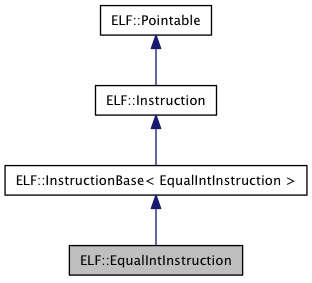 ELF::Pointable
ELF::Instruction
ELF::InstructionBase< EqualIntInstruction >
ELF::EqualIntInstruction